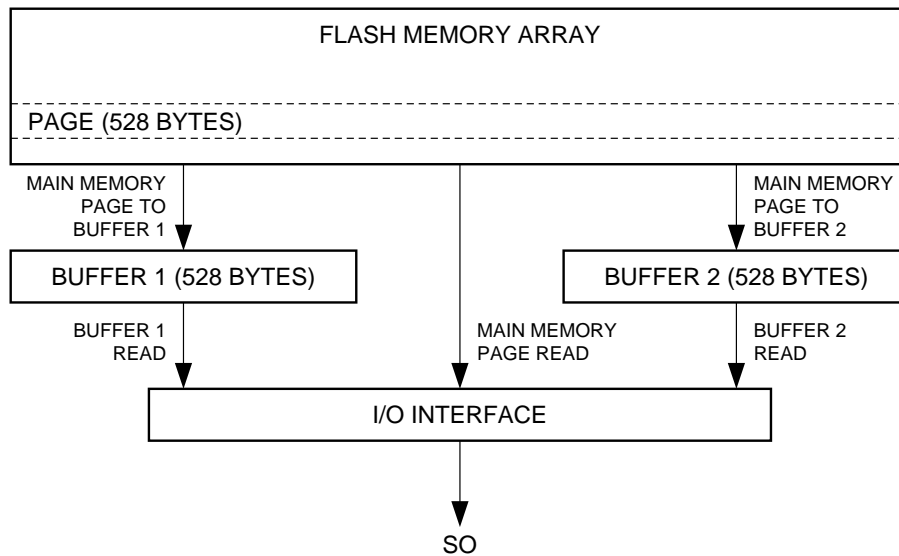 FLASH MEMORY ARRAY
PAGE (528 BYTES)
MAIN MEMORY
PAGE TO
BUFFER 1
MAIN MEMORY
PAGE TO
BUFFER 2
BUFFER 1 (528 BYTES)
BUFFER 2 (528 BYTES)
BUFFER 1
READ
MAIN MEMORY
PAGE READ
BUFFER 2
READ
I/O INTERFACE
SO